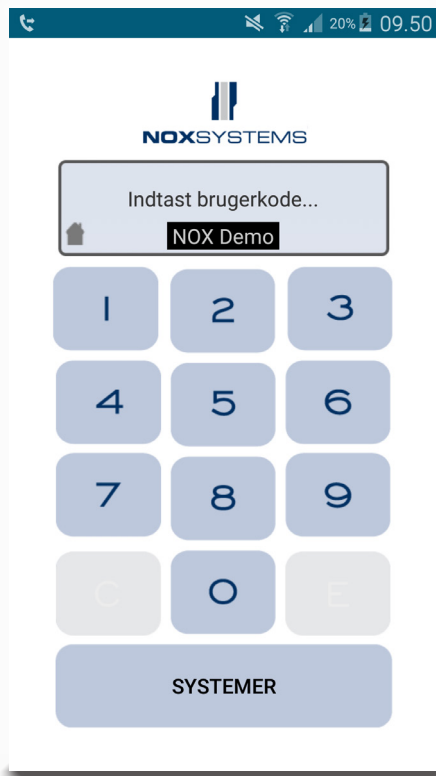 20% 09.50
NOXSYSTEMS
Indtast brugerkode...
NOX Demo
1 2 3
4 5 6
7 8 9
C 0 E
SYSTEMER